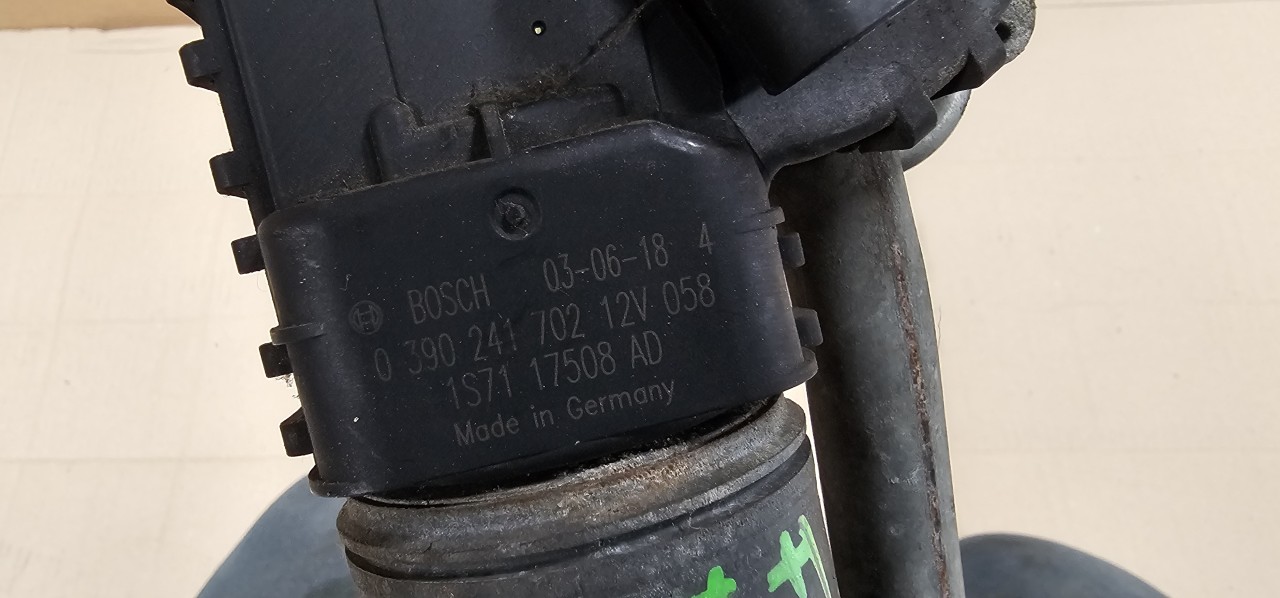 BOSCH 03-06-18 4
0 390 241 702 12V 058
1S71 17508 AD
Made in Germany